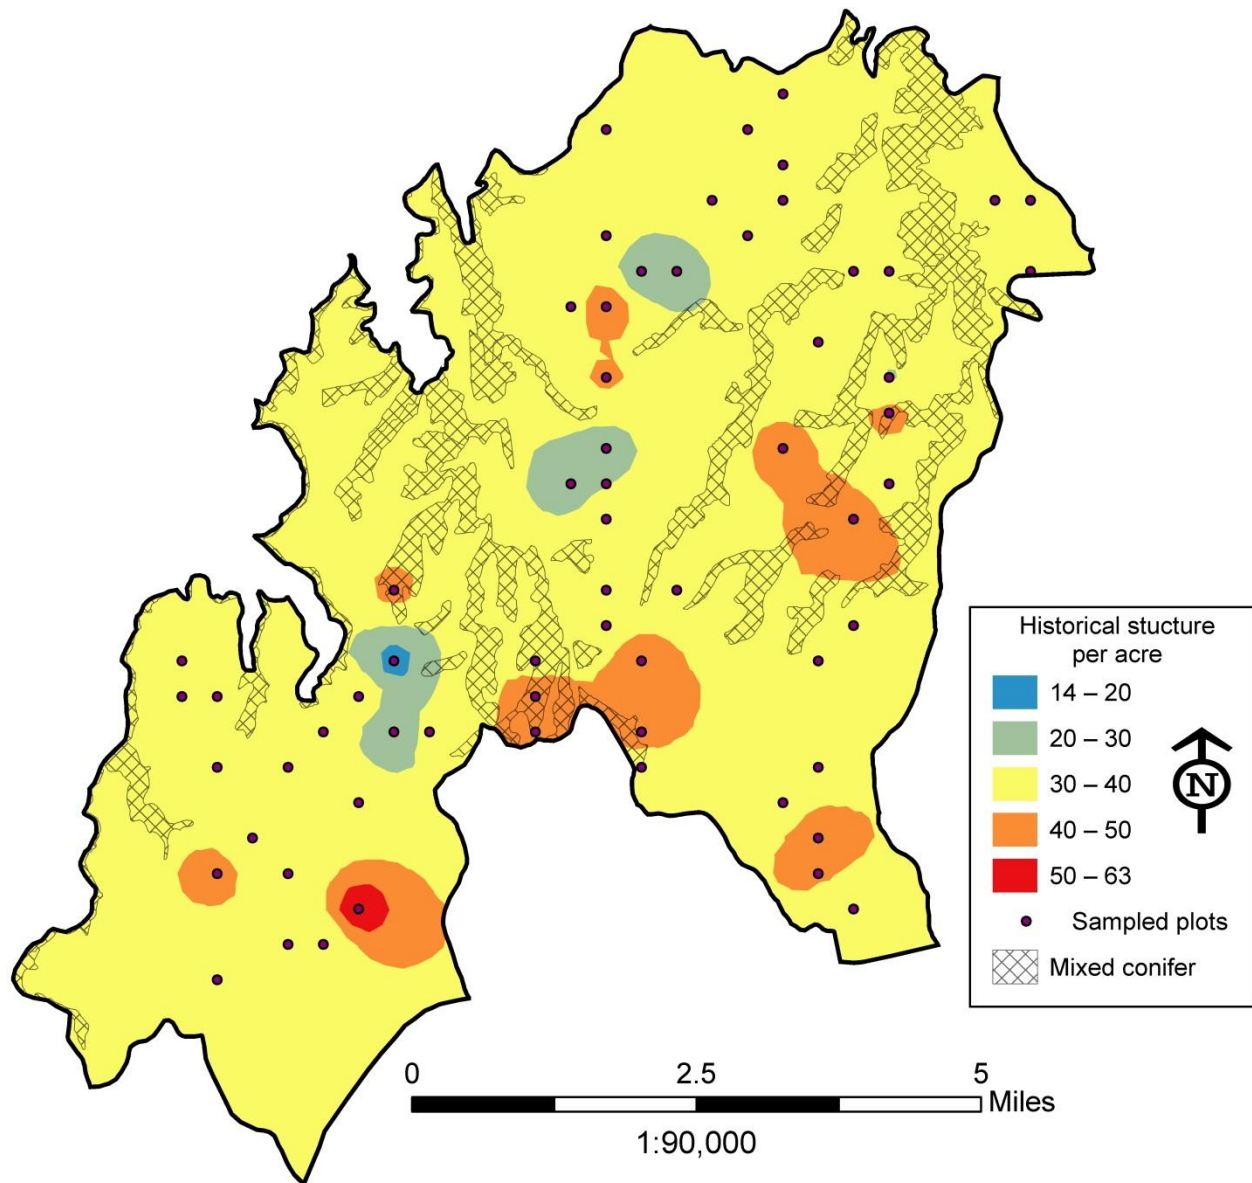 Historical stucture
per acre
14 – 20
20 – 30
30 – 40
40 – 50
50 – 63
Sampled plots
Mixed conifer
N
0 2.5 5
Miles
1:90,000